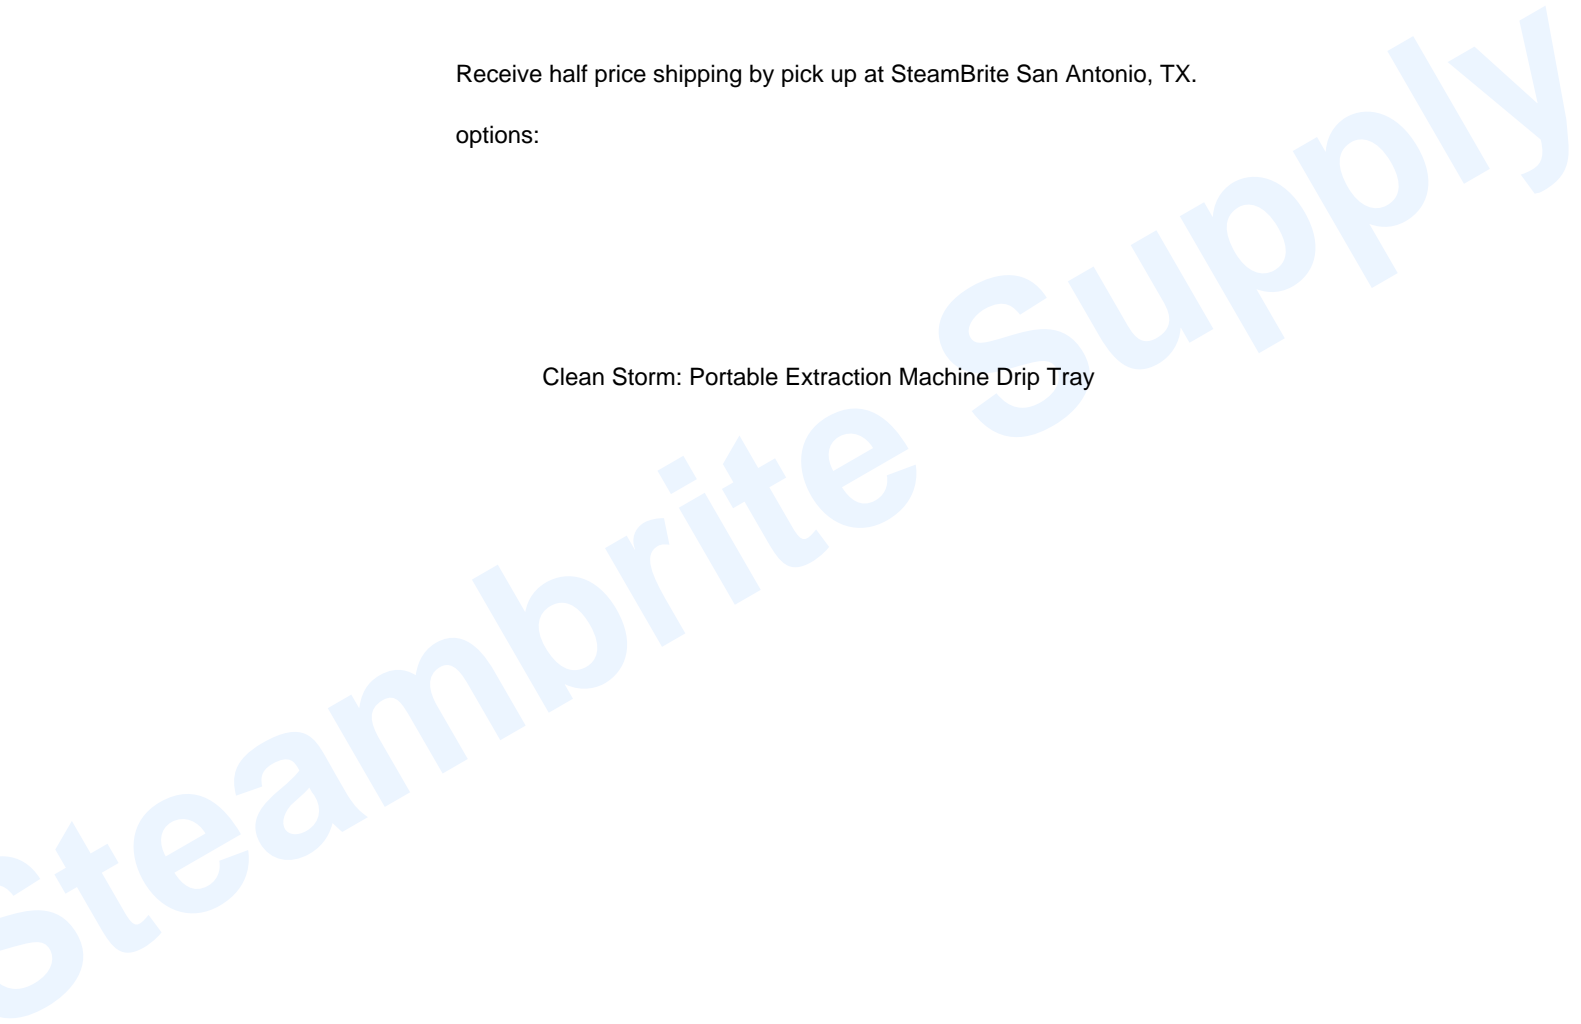 Receive half price shipping by pick up at SteamBrite San Antonio, TX.
options:
Clean Storm: Portable Extraction Machine Drip Tray
Steambrite Supply